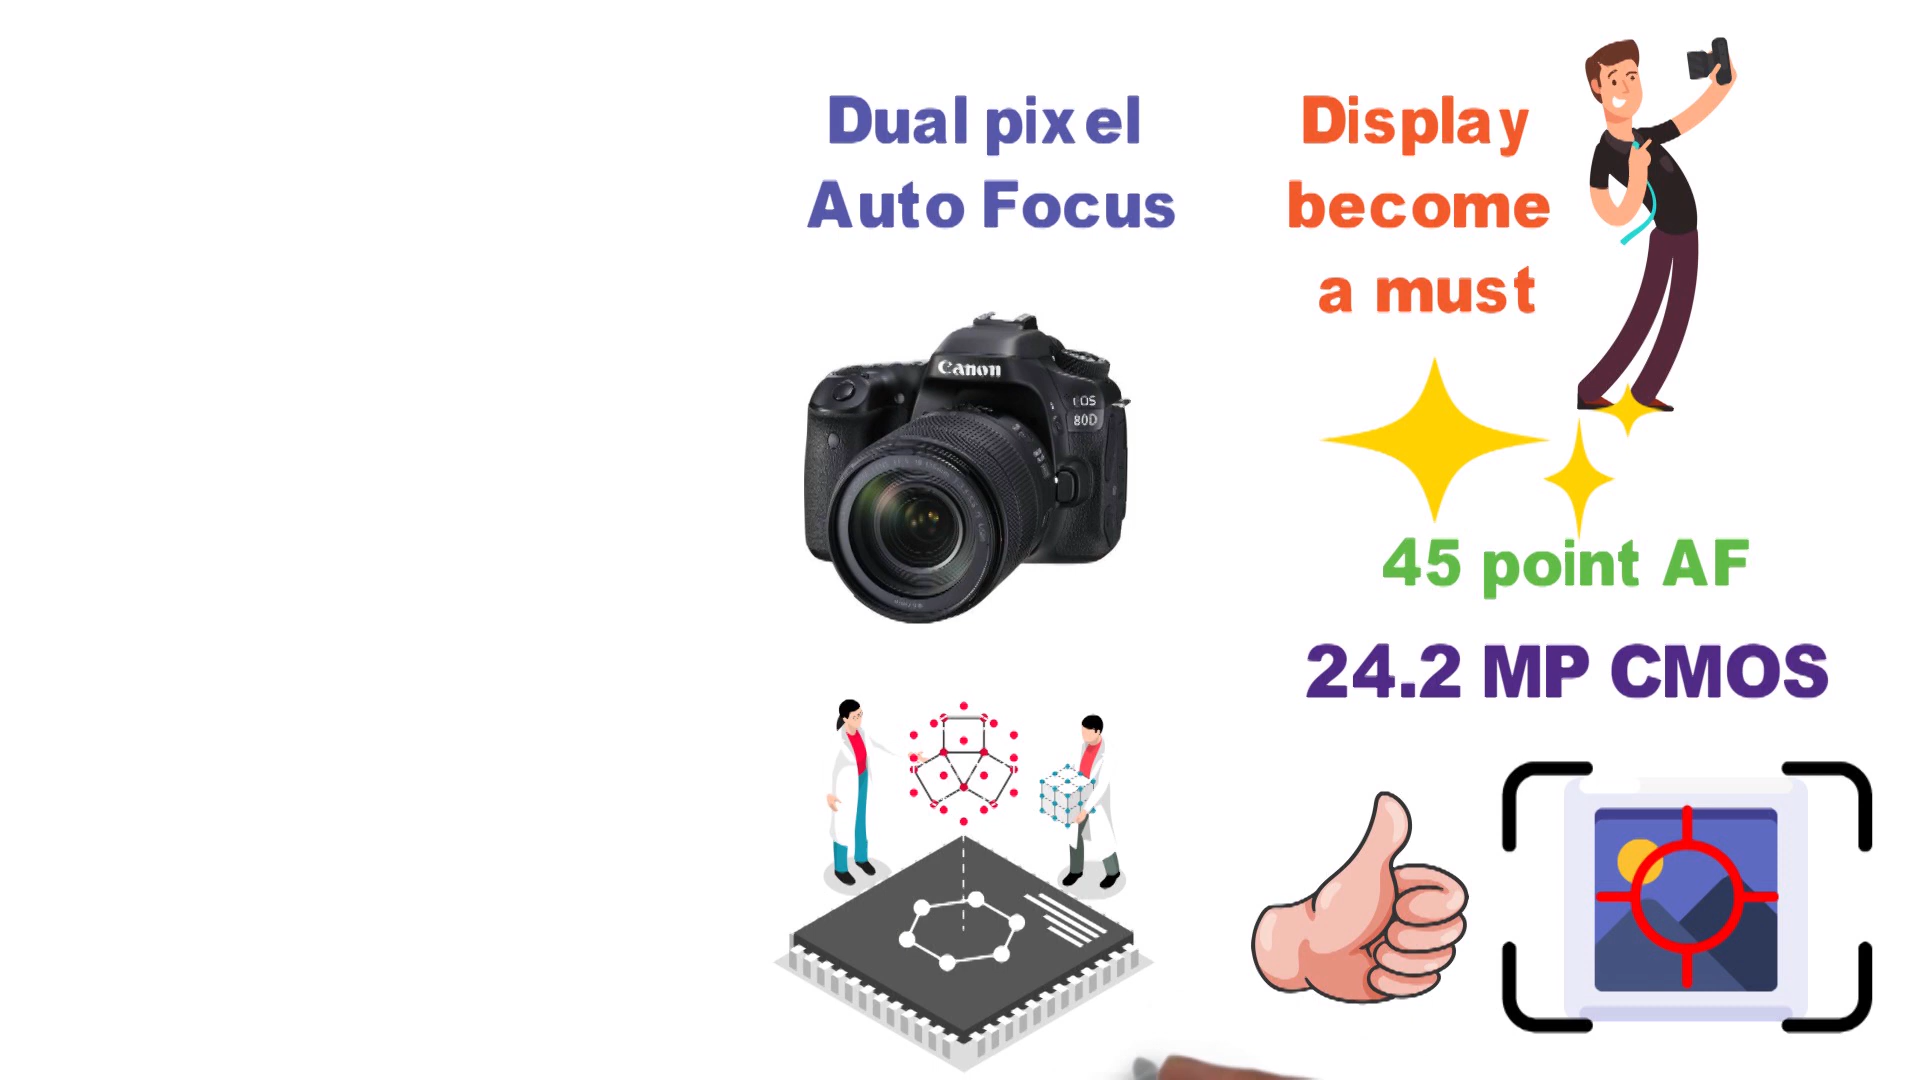 Dual pixel
Auto Focus
Display
become
a must
Canon
EOS
80D
45 point AF
24.2 MP CMOS